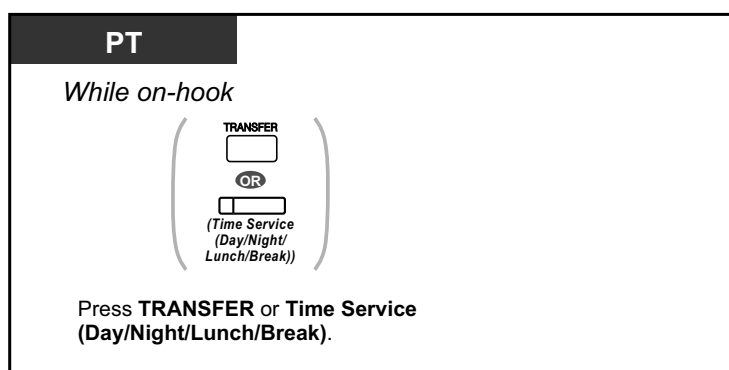 PT
While on-hook
TRANSFER
OR
(Time Service
(Day/Night/
Lunch/Break))
Press TRANSFER or Time Service
(Day/Night/Lunch/Break).